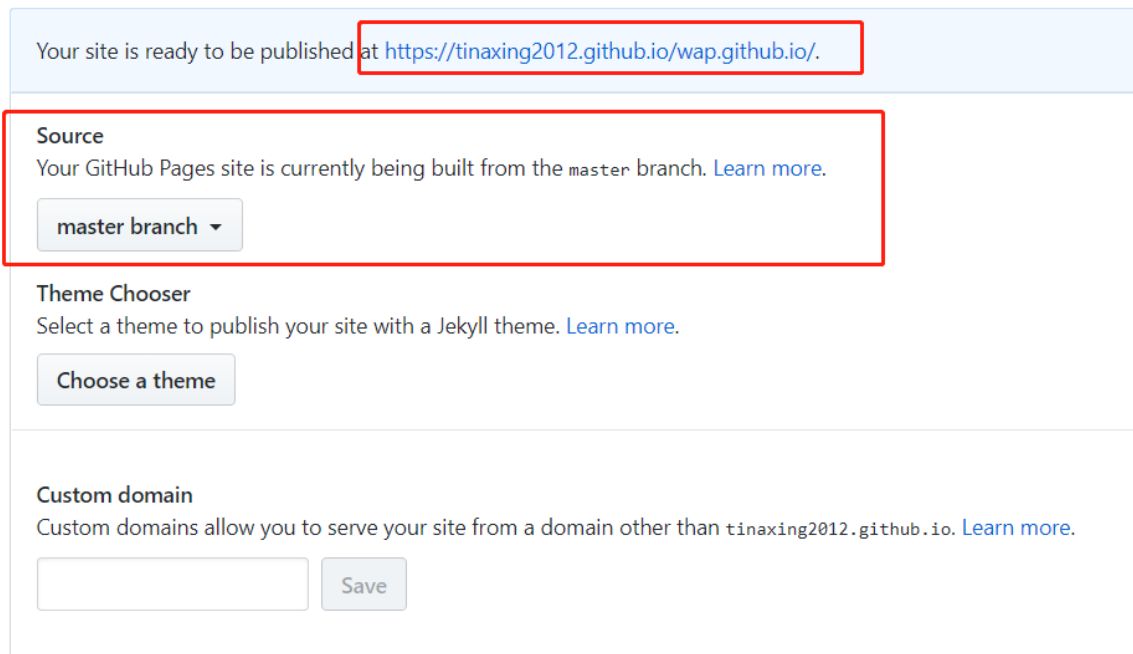 Your site is ready to be published at https://tinaxing2012.github.io/wap.github.io/.
Source
Your GitHub Pages site is currently being built from the master branch. Learn more.
master branch
Theme Chooser
Select a theme to publish your site with a Jekyll theme. Learn more.
Choose a theme
Custom domain
Custom domains allow you to serve your site from a domain other than tinaxing2012.github.io. Learn more.
Save